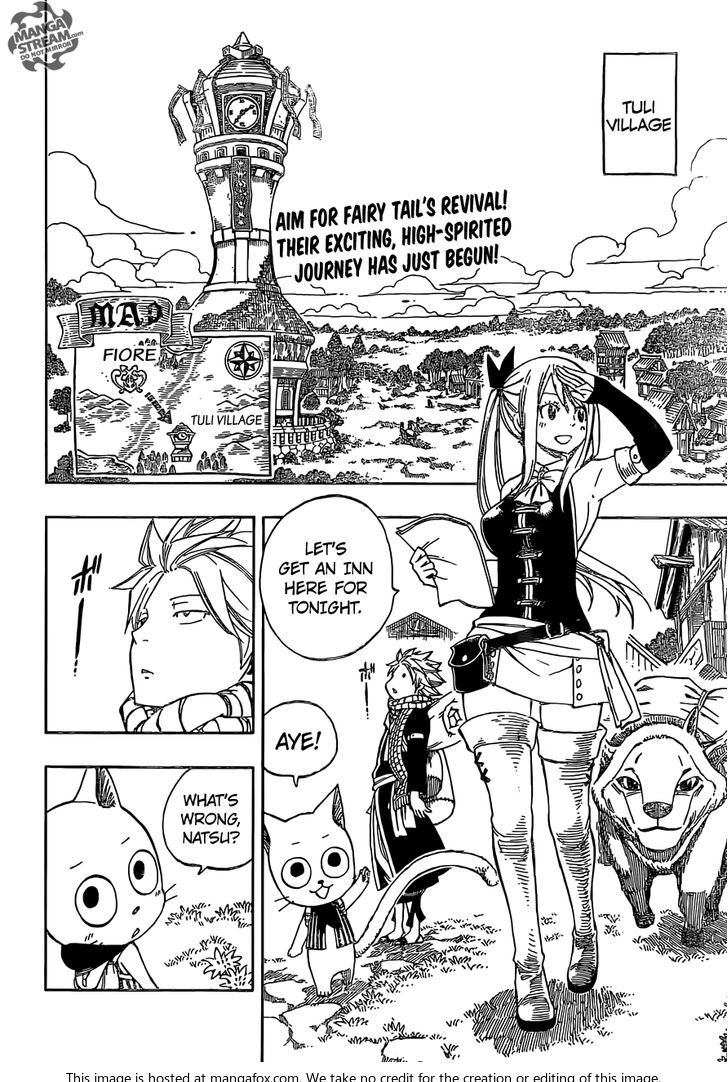 MANGA
STREAM.com
DO NOT MIRROR
TULI
VILLAGE
AIM FOR FAIRY TAIL'S REVIVAL!
THEIR EXCITING, HIGH-SPIRITED
JOURNEY HAS JUST BEGUN!
MAP
FIORE
TULI VILLAGE
LET'S
GET AN INN
HERE FOR
TONIGHT.
AYE!
WHAT'S
WRONG,
NATSU?
This image is hosted at mangafox.com. We take no credit for the creation or editing of this image.